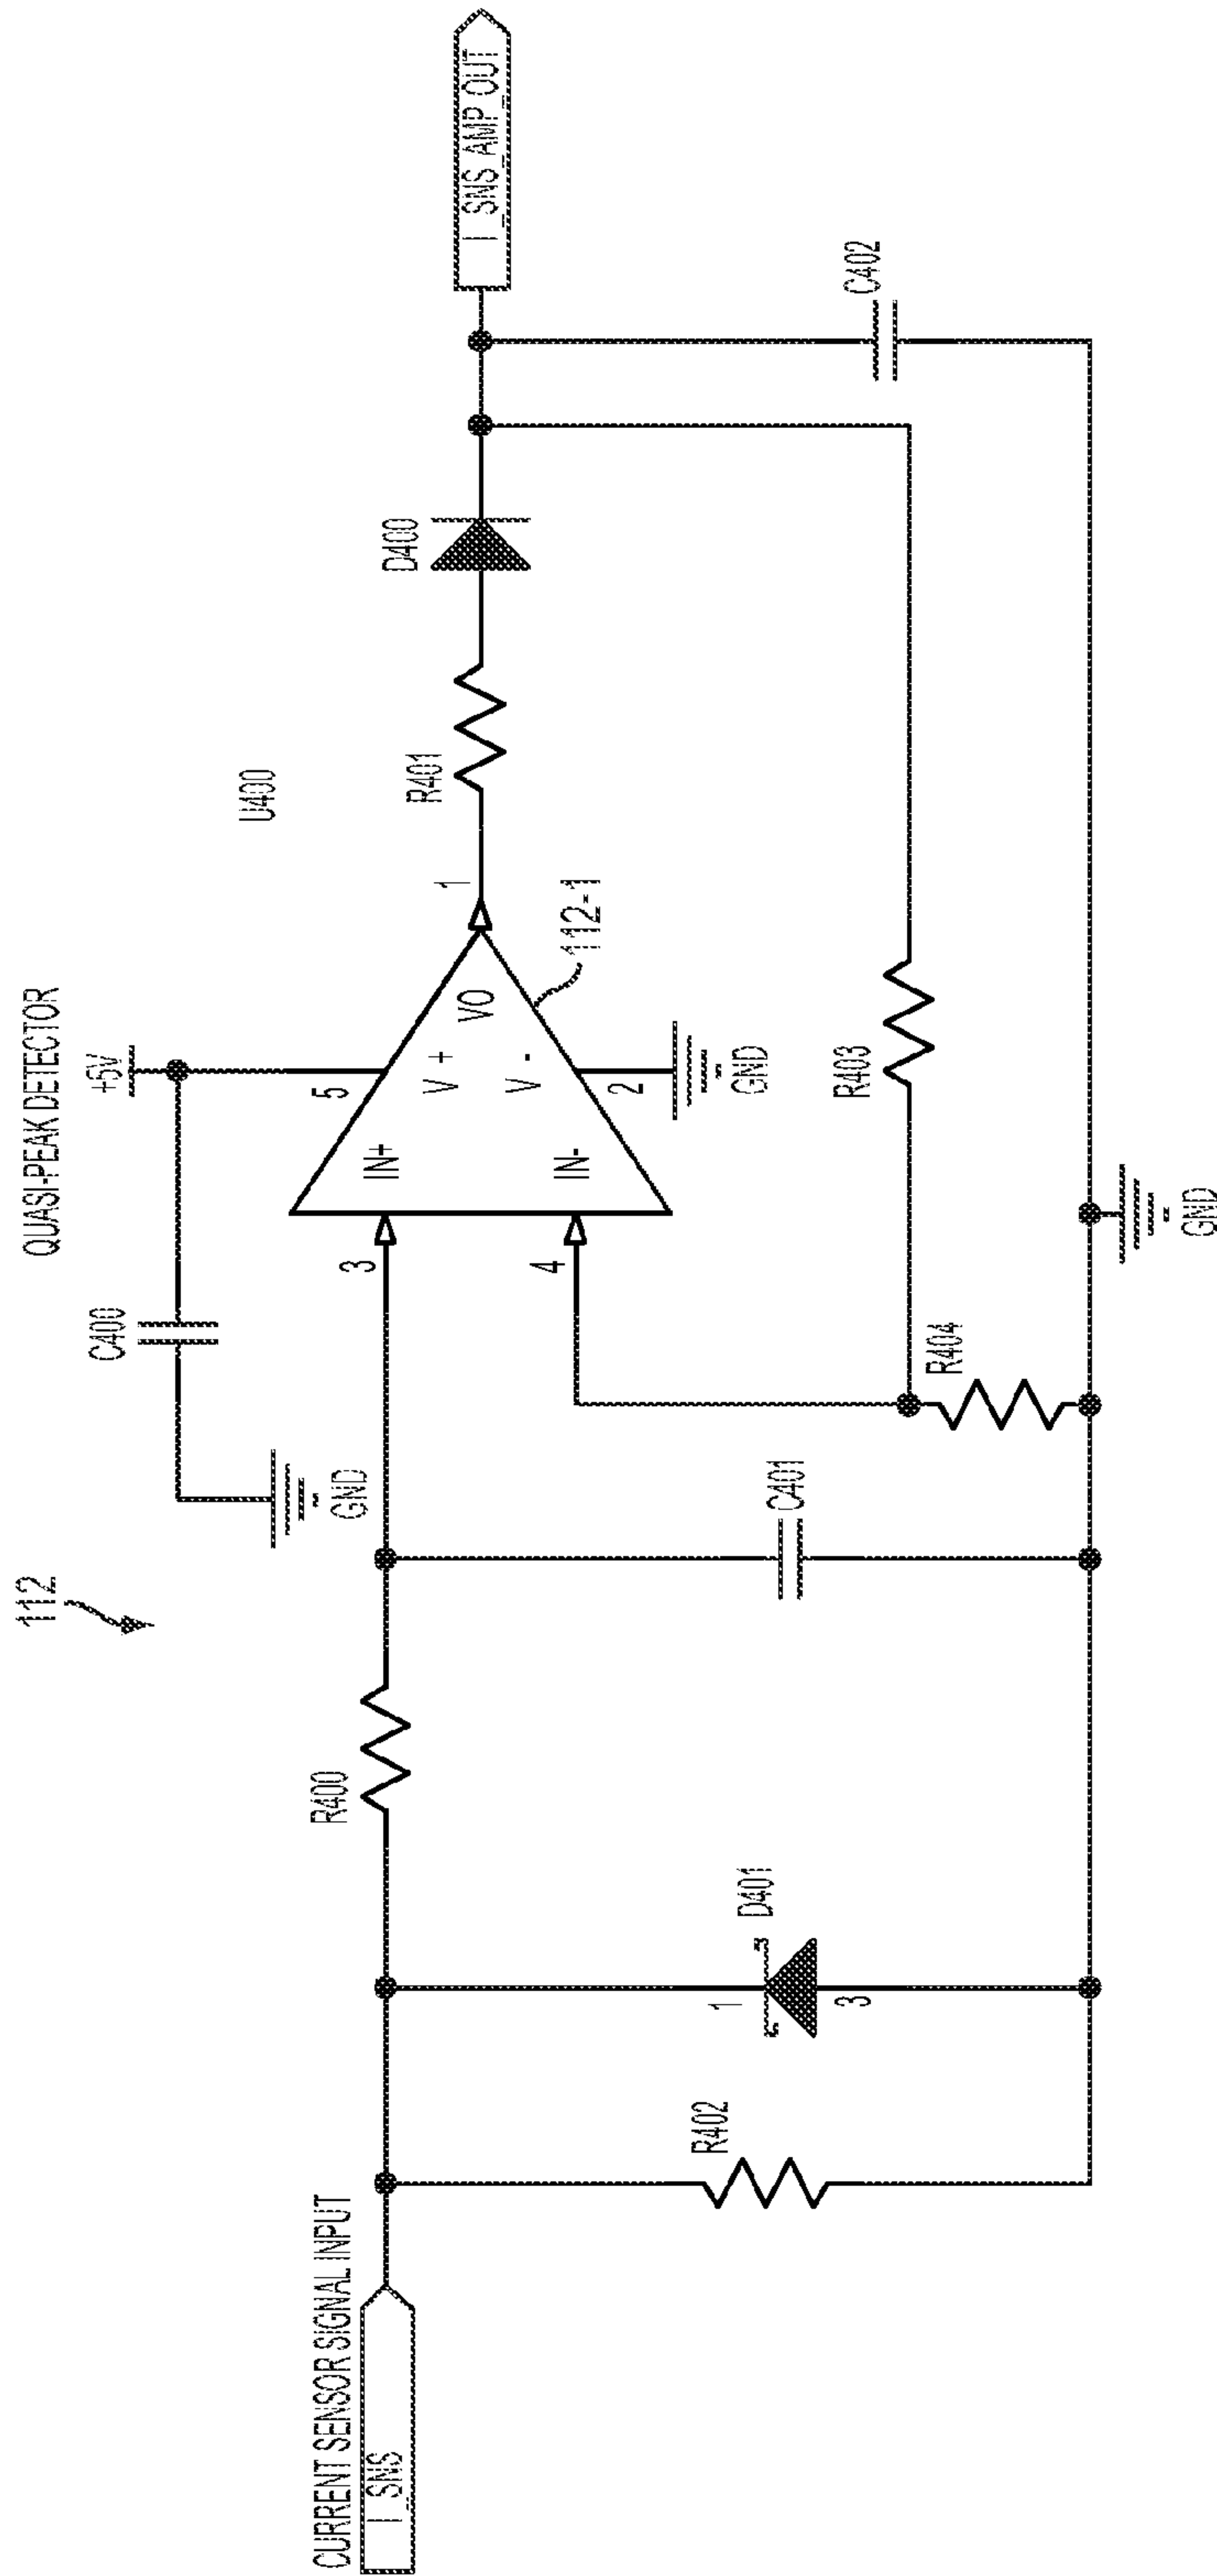 112
QUASI-PEAK DETECTOR
+5V
C400
GND
U400
CURRENT SENSOR SIGNAL INPUT
I_SNS
R400
3
IN+
5
V +
VO
1
R401
D400
I_SNS_AMP_OUT
4
IN-
V -
2
GND
112-1
R402
1
D401
3
C401
R404
R403
C402
GND